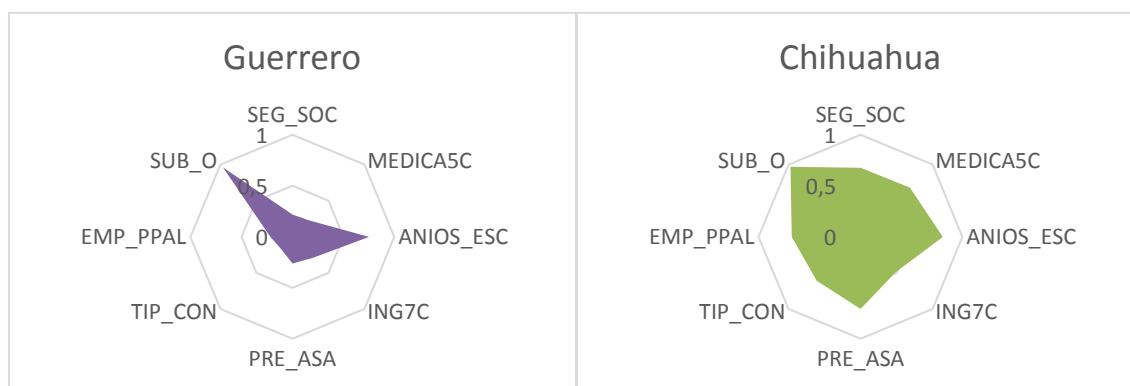 Guerrero
SEG_SOC
1
SUB_O
MEDICA5C
0,5
EMP_PPAL
0
ANIOS_ESC
TIP_CON
ING7C
PRE_ASA
Chihuahua
SEG_SOC
1
SUB_O
MEDICA5C
0,5
EMP_PPAL
0
ANIOS_ESC
TIP_CON
ING7C
PRE_ASA